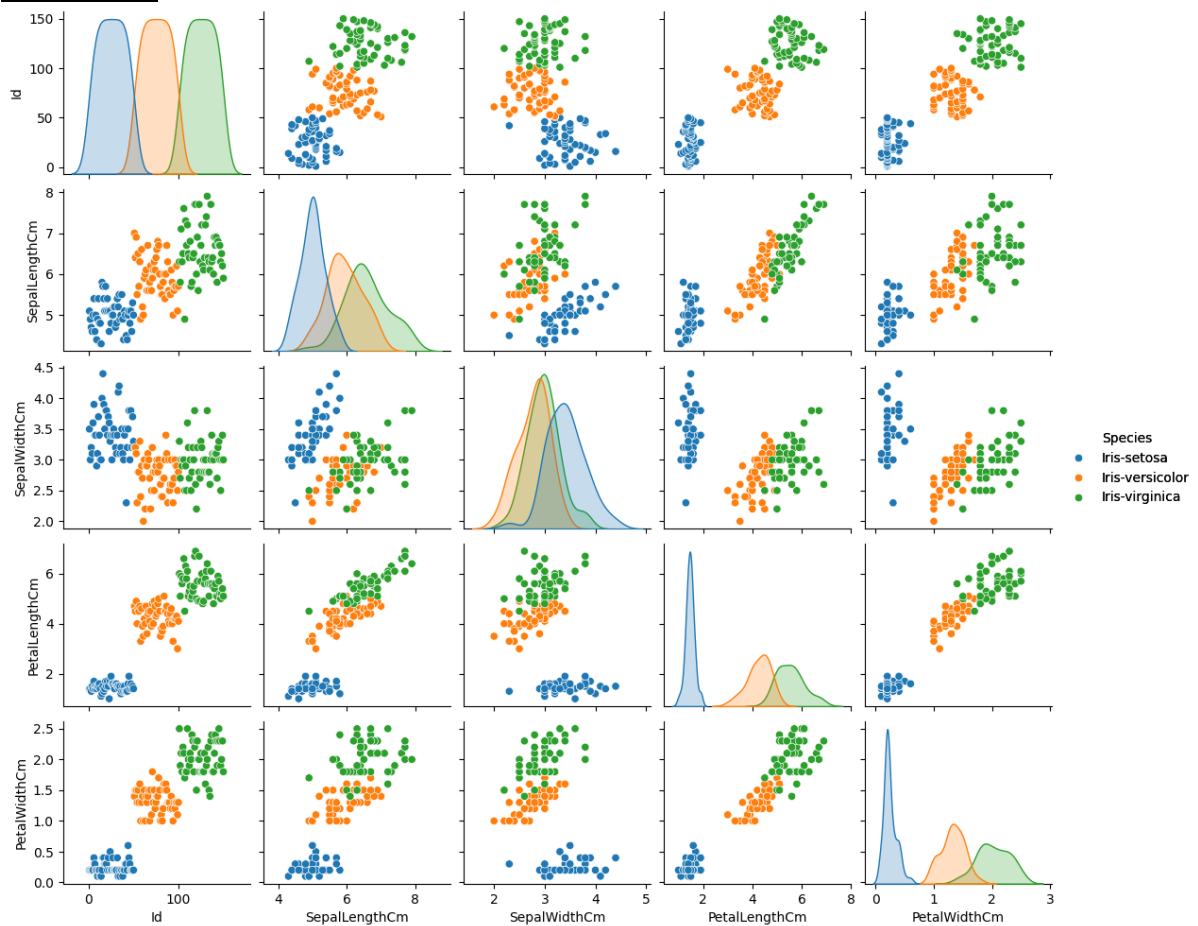 150
100
50
0
Id
8
7
6
5
SepalLengthCm
4.5
4.0
3.5
3.0
2.5
2.0
SepalWidthCm
6
4
2
PetalLengthCm
2.5
2.0
1.5
1.0
0.5
0.0
PetalWidthCm
0 100
Id
4 6 8
SepalLengthCm
2 3 4 5
SepalWidthCm
2 4 6 8
PetalLengthCm
0 1 2 3
PetalWidthCm
Species
Iris-setosa
Iris-versicolor
Iris-virginica